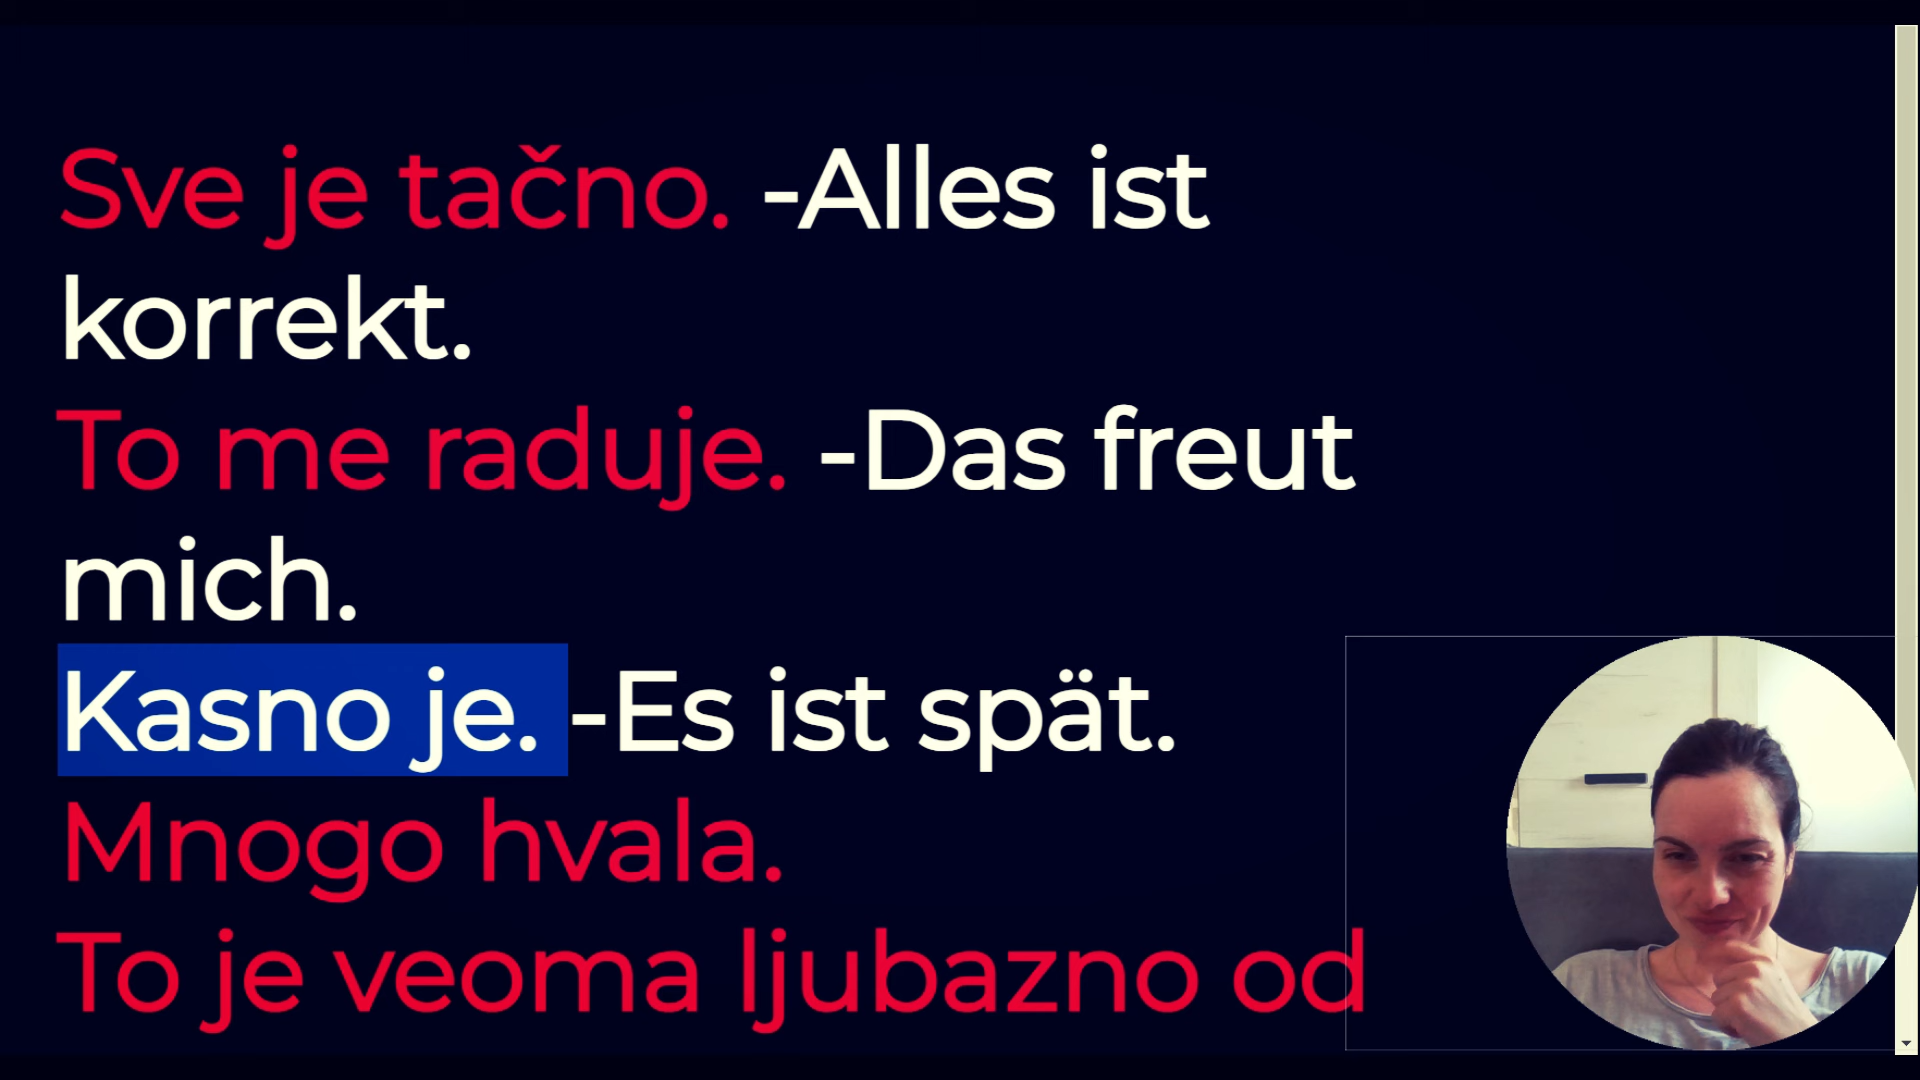 Sve je tačno. -Alles ist
korrekt.
To me raduje. -Das freut
mich.
Kasno je. -Es ist spät.
Mnogo hvala.
To je veoma ljubazno od